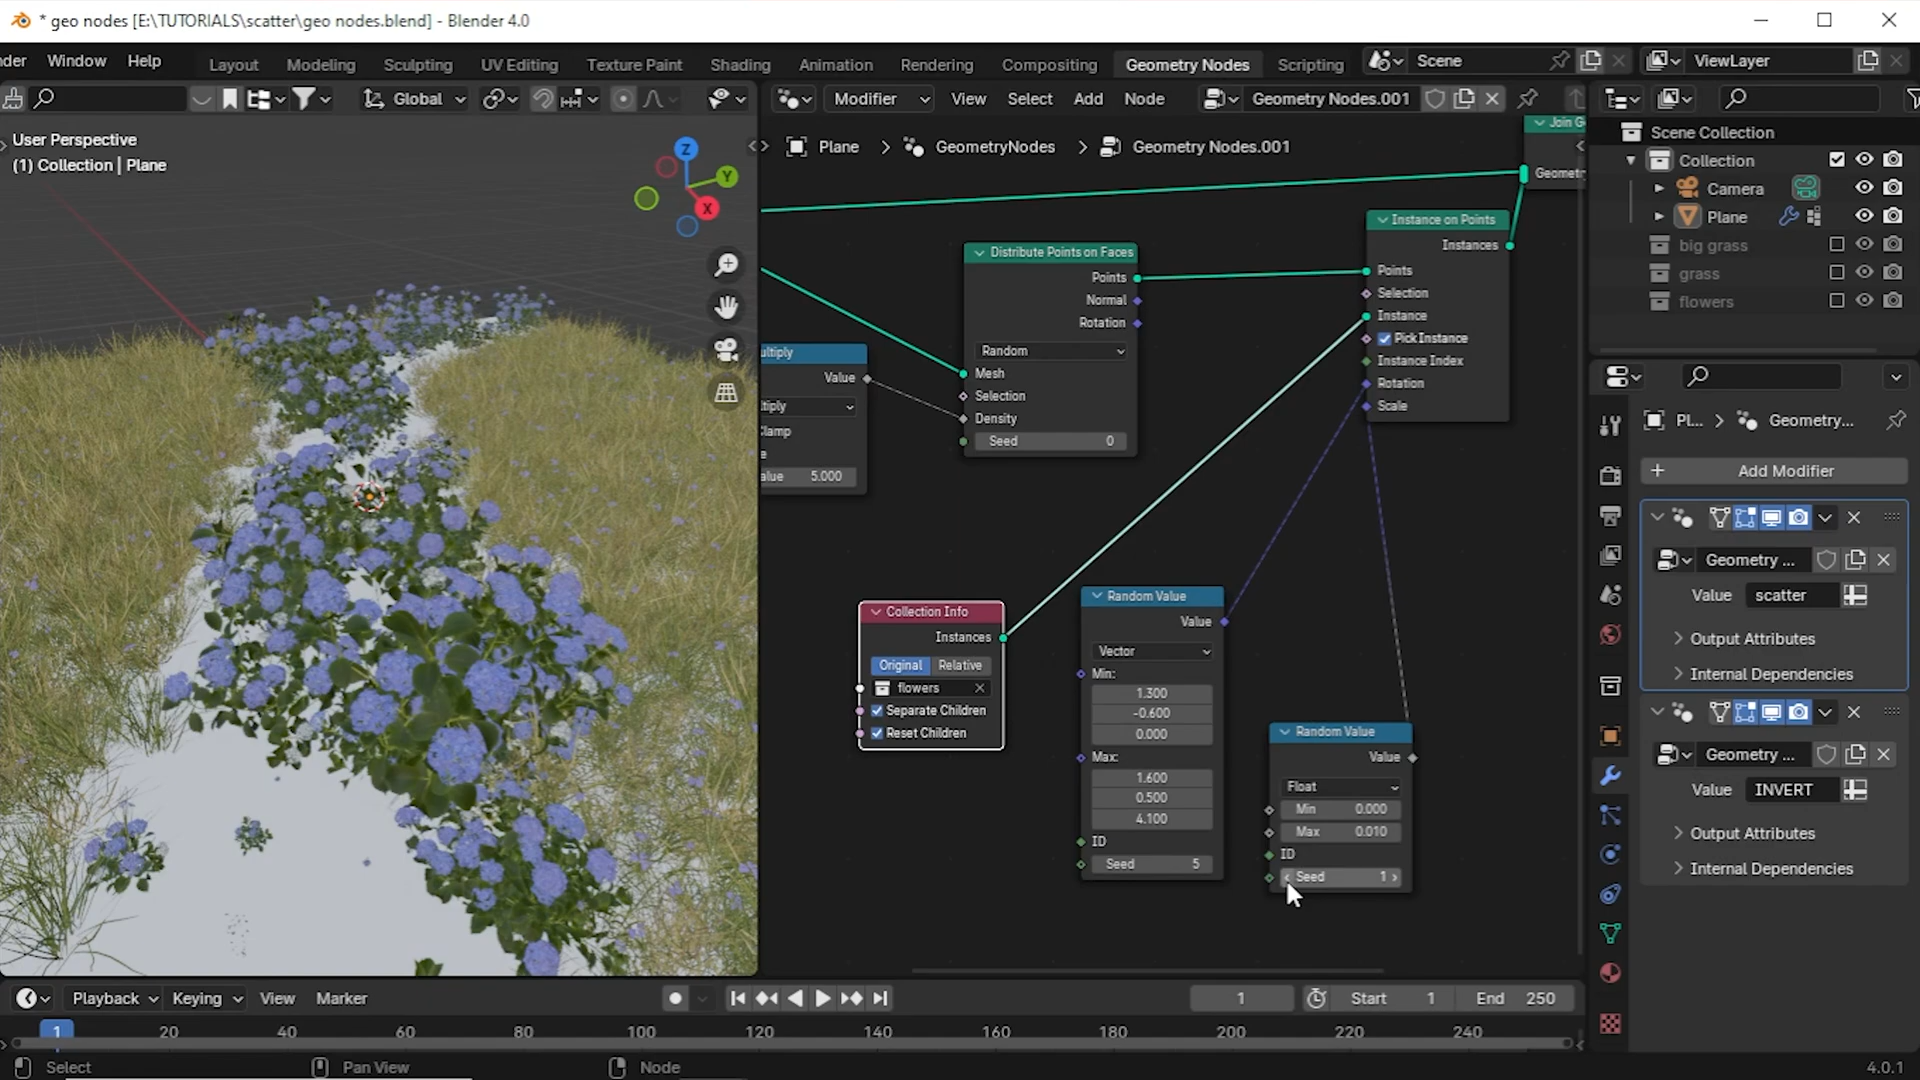 * geo nodes [E:\TUTORIALS\scatter\geo nodes.blend] - Blender 4.0
nder Window Help Layout Modeling Sculpting UV Editing Texture Paint Shading Animation Rendering Compositing Geometry Nodes Scripting Scene ViewLayer
Global Modifier View Select Add Node Geometry Nodes.001
User Perspective
(1) Collection | Plane
Z
Y
X
Plane > GeometryNodes > Geometry Nodes.001
Join G
Geometr
Distribute Points on Faces
Points
Normal
Rotation
Random
Mesh
Selection
Density
Seed 0
ultiply
Value
tiply
Clamp
e
alue 5.000
Instance on Points
Instances
Points
Selection
Instance
Pick Instance
Instance Index
Rotation
Scale
Collection Info
Instances
Original Relative
flowers
Separate Children
Reset Children
Random Value
Value
Vector
Min:
1.300
-0.600
0.000
Max:
1.600
0.500
4.100
ID
Seed 5
Random Value
Value
Float
Min 0.000
Max 0.010
ID
Seed 1
Scene Collection
Collection
Camera
Plane
big grass
grass
flowers
Pl... > Geometry...
+ Add Modifier
Geometry ...
Value scatter
Output Attributes
Internal Dependencies
Geometry ...
Value INVERT
Output Attributes
Internal Dependencies
Playback Keying View Marker 1 Start 1 End 250
1 20 40 60 80 100 120 140 160 180 200 220 240
Select Pan View Node 4.0.1